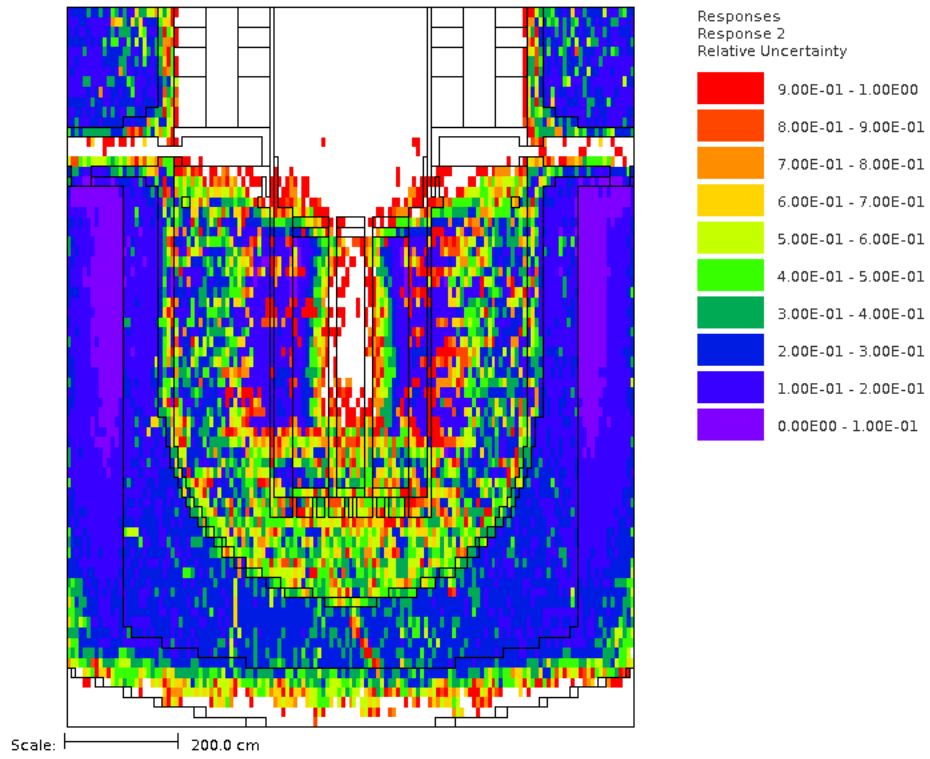 Responses
Response 2
Relative Uncertainty
9.00E-01 - 1.00E00
8.00E-01 - 9.00E-01
7.00E-01 - 8.00E-01
6.00E-01 - 7.00E-01
5.00E-01 - 6.00E-01
4.00E-01 - 5.00E-01
3.00E-01 - 4.00E-01
2.00E-01 - 3.00E-01
1.00E-01 - 2.00E-01
0.00E00 - 1.00E-01
Scale: 200.0 cm